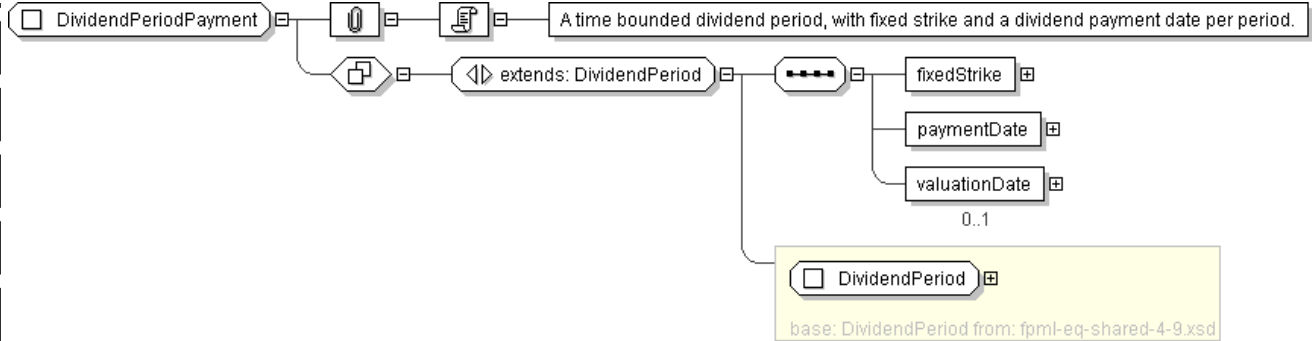 DividendPeriodPayment
A time bounded dividend period, with fixed strike and a dividend payment date per period.
extends: DividendPeriod
fixedStrike
paymentDate
valuationDate
0..1
DividendPeriod
base: DividendPeriod from: fpml-eq-shared-4-9.xsd